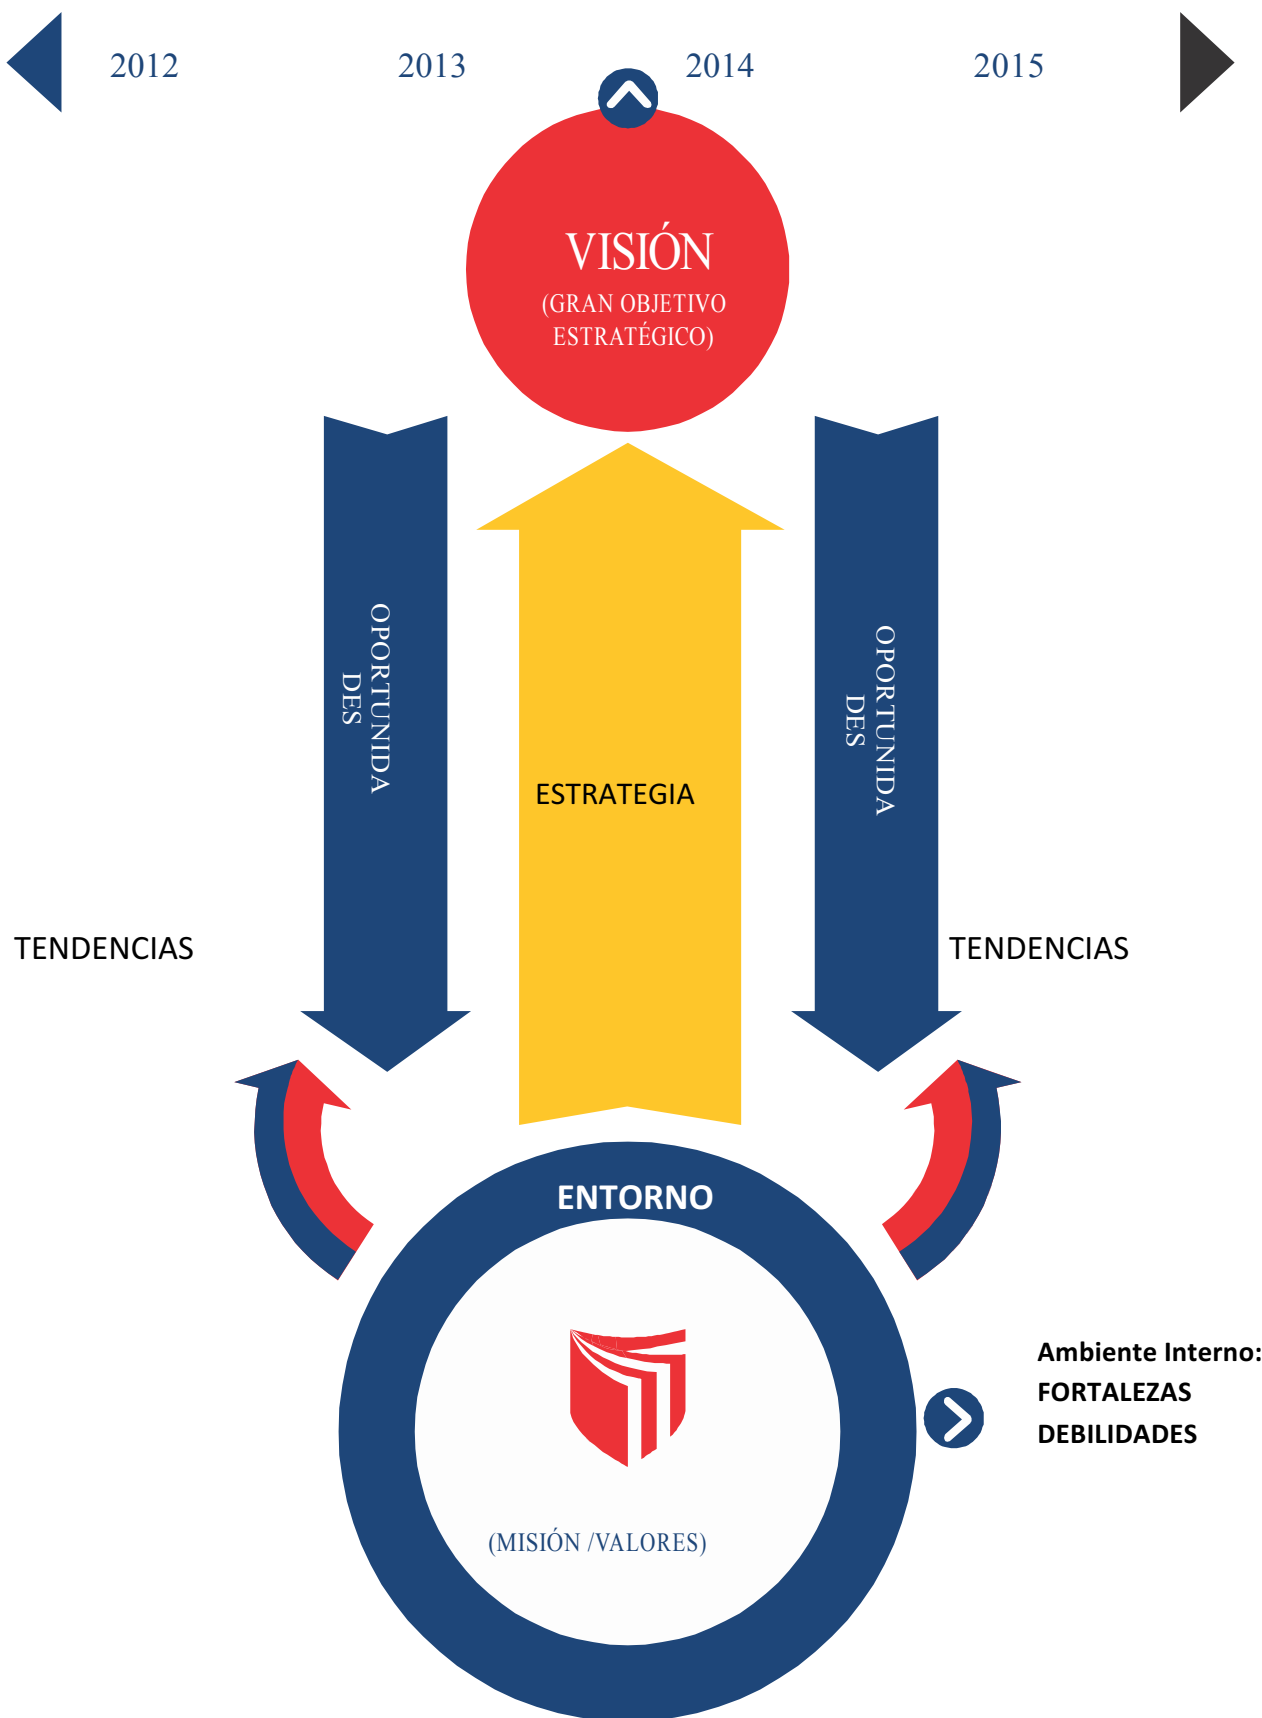 2012 2013 2014 2015
VISIÓN
(GRAN OBJETIVO
ESTRATÉGICO)
OPORTUNIDA
DES
OPORTUNIDA
DES
ESTRATEGIA
TENDENCIAS
TENDENCIAS
ENTORNO
Ambiente Interno:
FORTALEZAS
DEBILIDADES
(MISIÓN /VALORES)